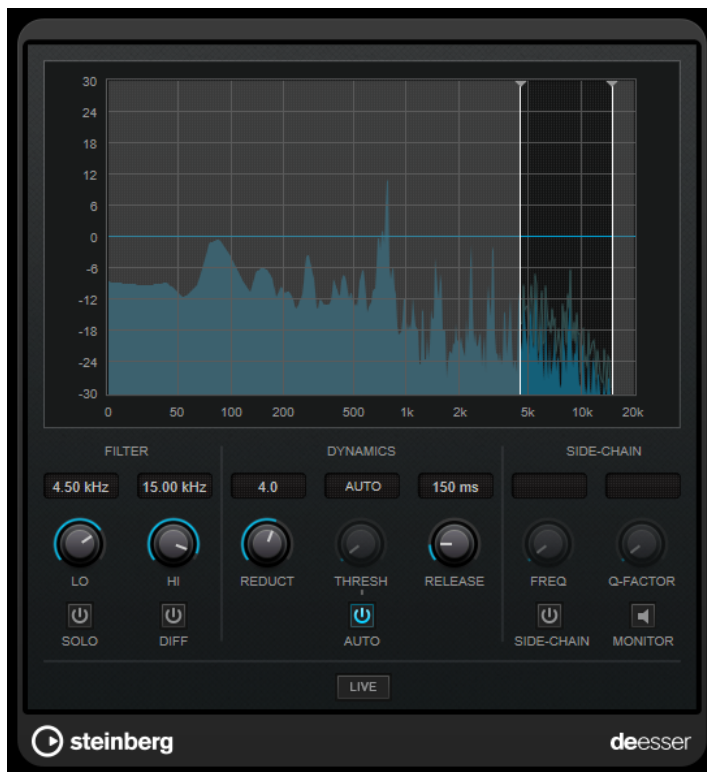 30
24
18
12
6
0
-6
-12
-18
-24
-30
0 50 100 200 500 1k 2k 5k 10k 20k
FILTER DYNAMICS SIDE-CHAIN
4.50 kHz 15.00 kHz 4.0 AUTO 150 ms
LO HI REDUCT THRESH RELEASE FREQ Q-FACTOR
SOLO DIFF AUTO SIDE-CHAIN MONITOR
LIVE
steinberg deesser